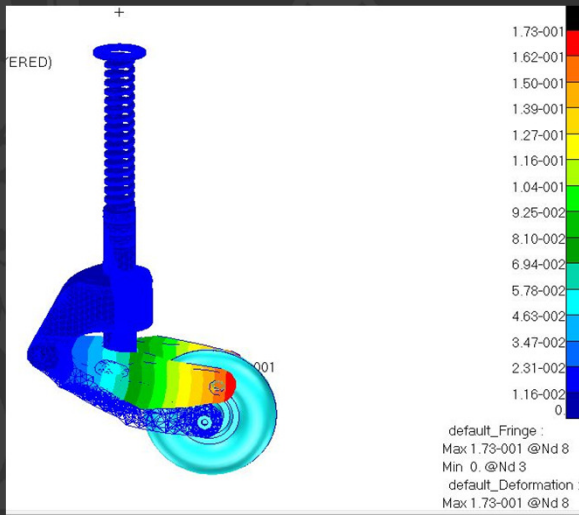 YERED)
1.73-001
1.62-001
1.50-001
1.39-001
1.27-001
1.16-001
1.04-001
9.25-002
8.10-002
6.94-002
5.78-002
4.63-002
3.47-002
2.31-002
1.16-002
0.
001
default_Fringe :
Max 1.73-001 @Nd 8
Min 0. @Nd 3
default_Deformation :
Max 1.73-001 @Nd 8